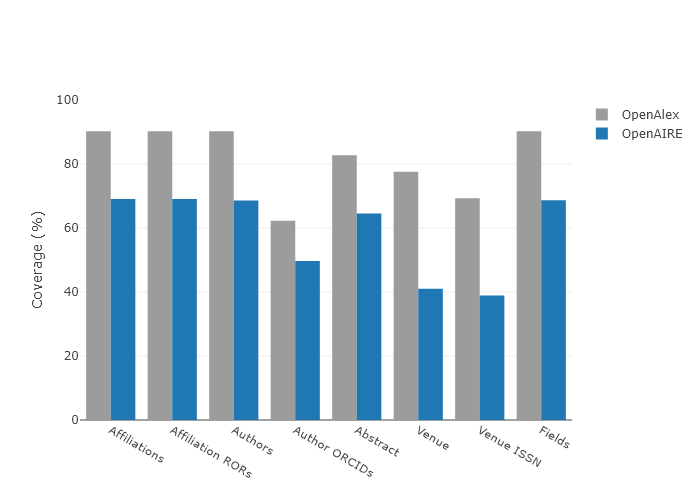 100
80
60
40
20
0
Coverage (%)
Affiliations
Affiliation RORs
Authors
Author ORCIDs
Abstract
Venue
Venue ISSN
Fields
OpenAlex
OpenAIRE